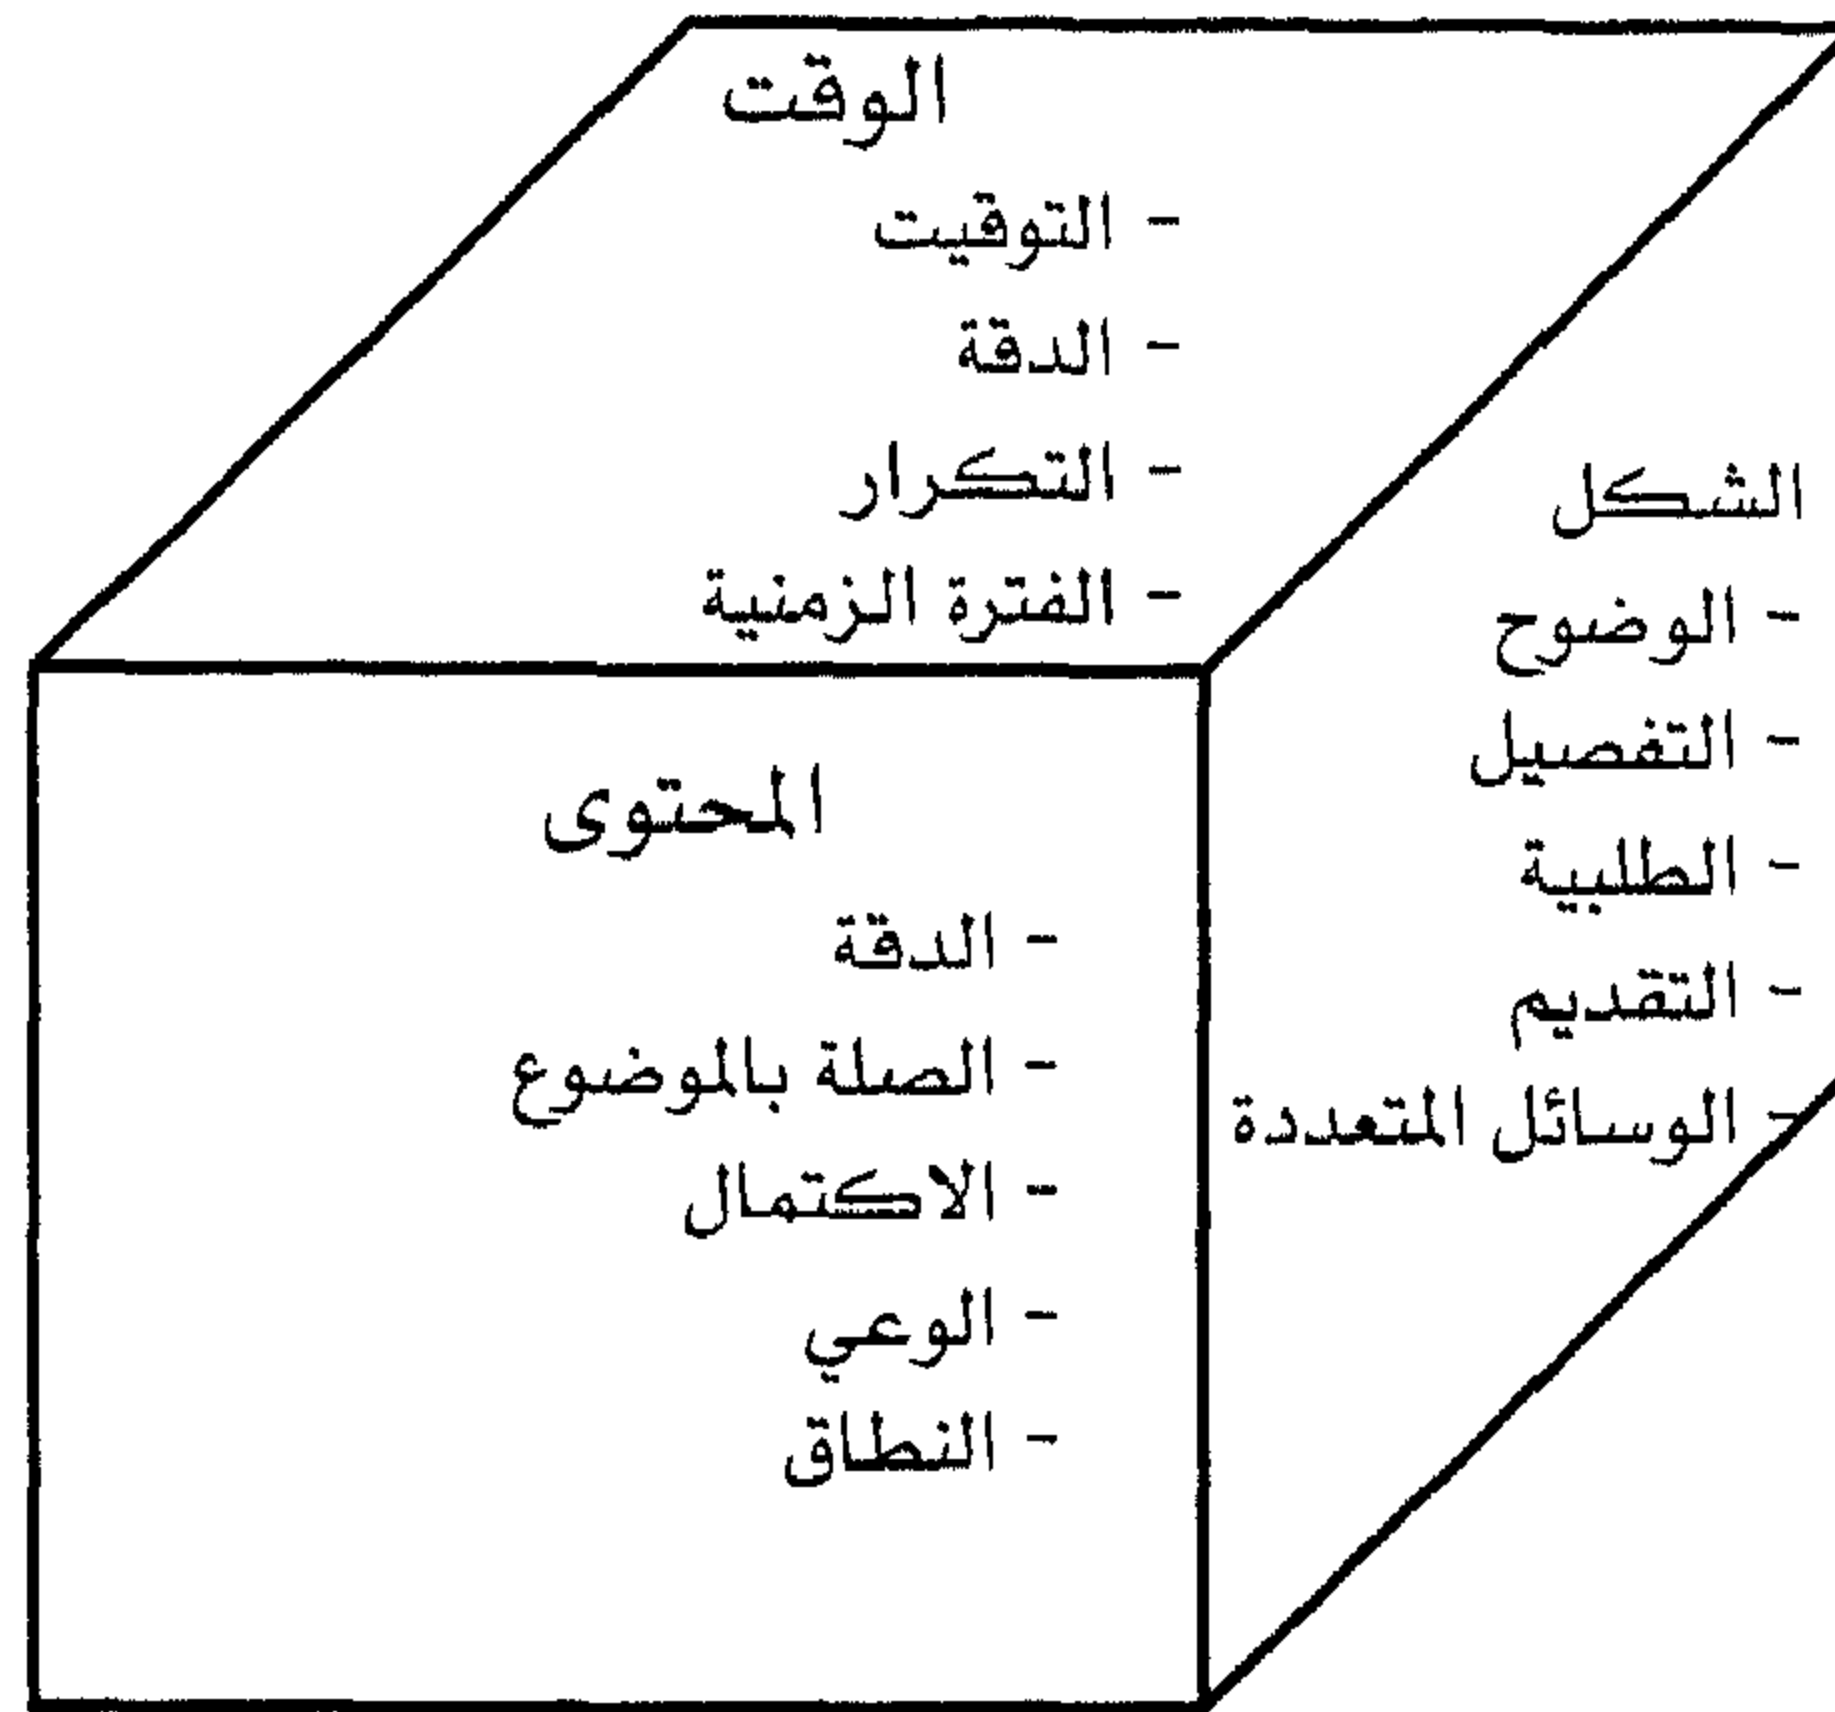 الوقت
- التوقيت
- الدقة
- التكرار
- الفترة الزمنية
الشكل
- الوضوح
- التفصيل
- الطلبية
- التقديم
- الوسائل المتعددة
المحتوى
- الدقة
- الصلة بالموضوع
- الاكتمال
- الوعي
- النطاق